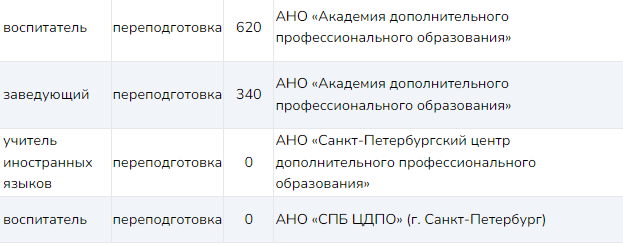 воспитатель переподготовка 620 АНО «Академия дополнительного
профессионального образования»
заведующий переподготовка 340 АНО «Академия дополнительного
профессионального образования»
учитель
иностранных
языков
переподготовка 0 АНО «Санкт-Петербургский центр
дополнительного профессионального
образования»
воспитатель переподготовка 0 АНО «СПБ ЦДПО» (г. Санкт-Петербург)